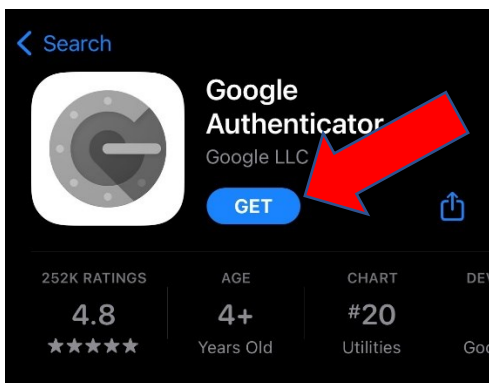 Search
Google
Authenticator
Google LLC
GET
252K RATINGS
AGE
CHART
4.8
4+
#20
★★★★★
Years Old
Utilities